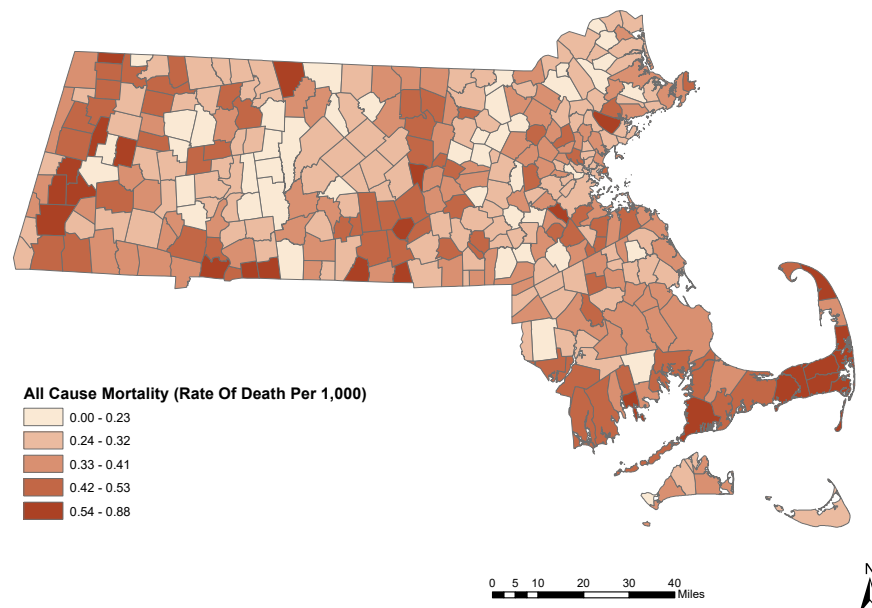 All Cause Mortality (Rate Of Death Per 1,000)
0.00 - 0.23
0.24 - 0.32
0.33 - 0.41
0.42 - 0.53
0.54 - 0.88
0 5 10 20 30 40
Miles
N